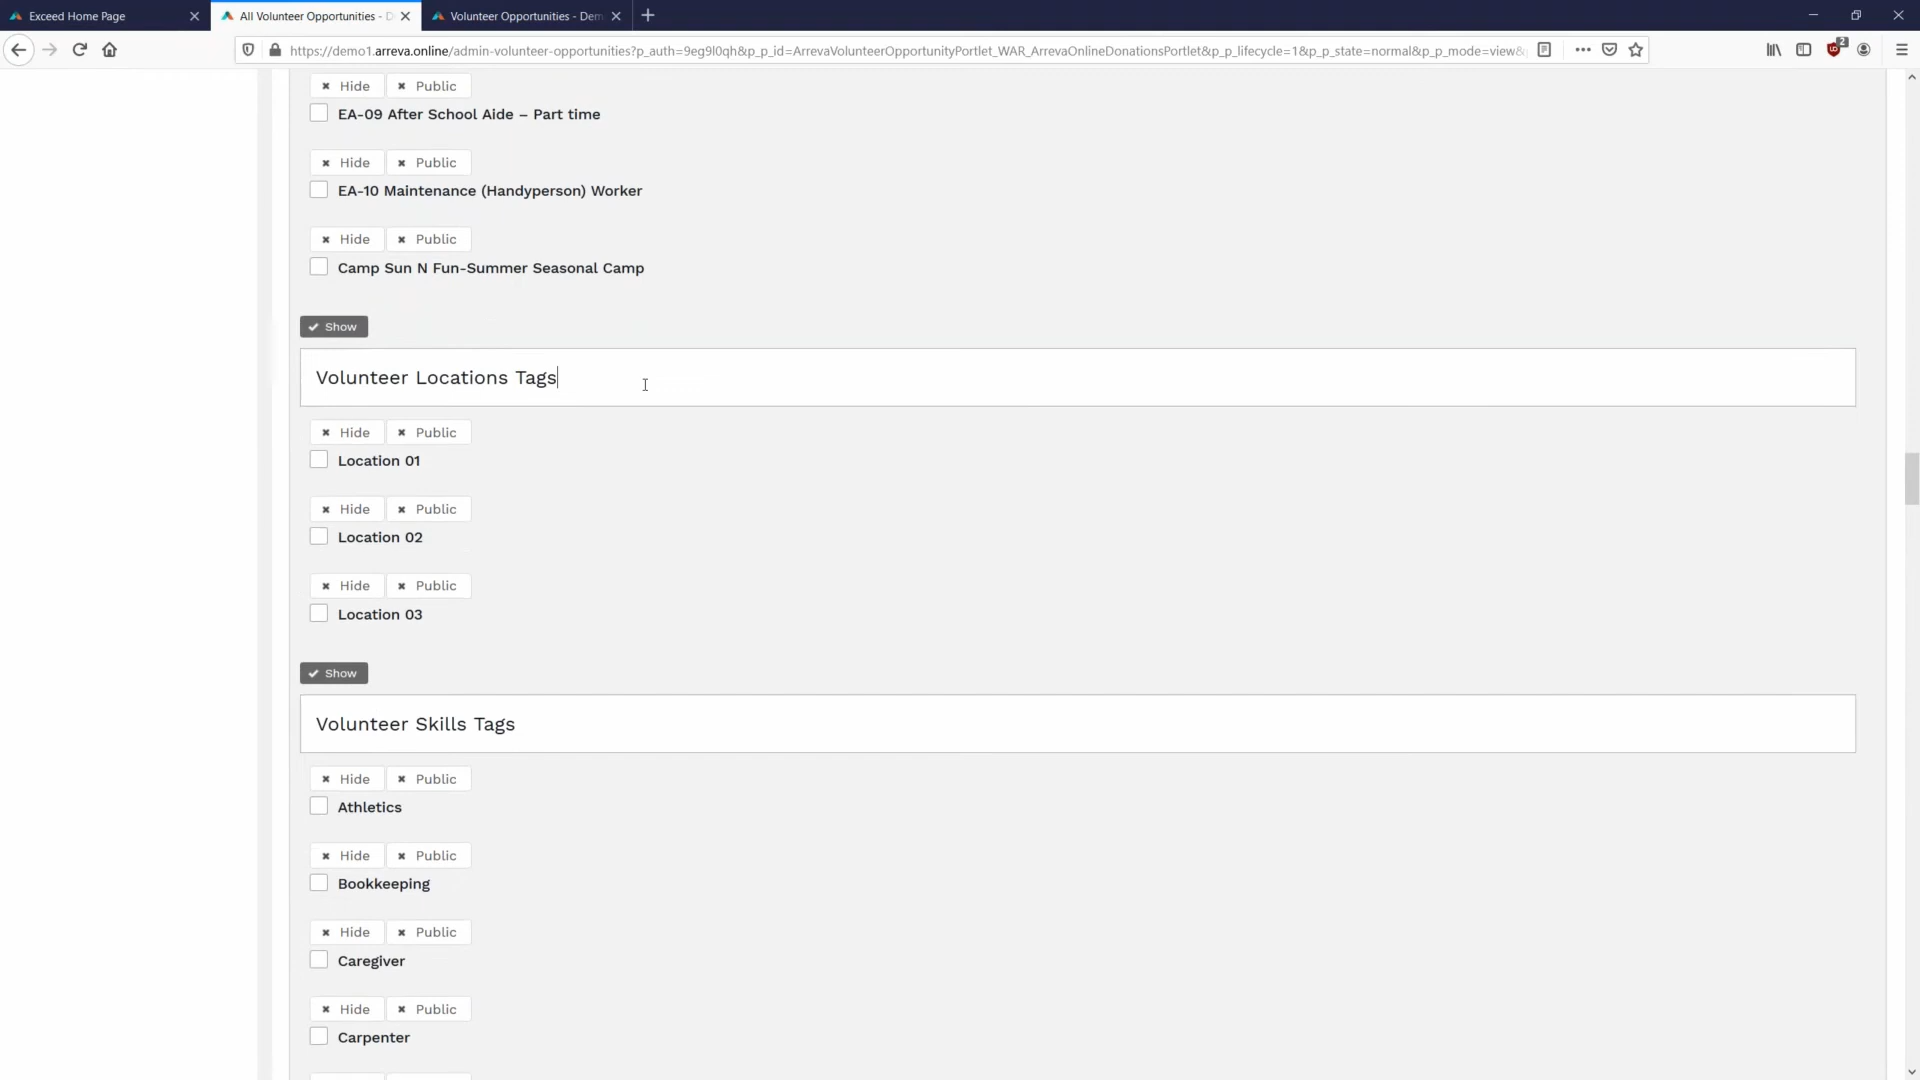 Exceed Home Page
All Volunteer Opportunities - D
Volunteer Opportunities - Dem
https://demo1.arreva.online/admin-volunteer-opportunities?p_auth=9eg9l0qh&p_p_id=ArrevaVolunteerOpportunityPortlet_WAR_ArrevaOnlineDonationsPortlet&p_p_lifecycle=1&p_p_state=normal&p_p_mode=view&
2
Hide Public
EA-09 After School Aide – Part time
Hide Public
EA-10 Maintenance (Handyperson) Worker
Hide Public
Camp Sun N Fun-Summer Seasonal Camp
Show
Volunteer Locations Tags
Hide Public
Location 01
Hide Public
Location 02
Hide Public
Location 03
Show
Volunteer Skills Tags
Hide Public
Athletics
Hide Public
Bookkeeping
Hide Public
Caregiver
Hide Public
Carpenter